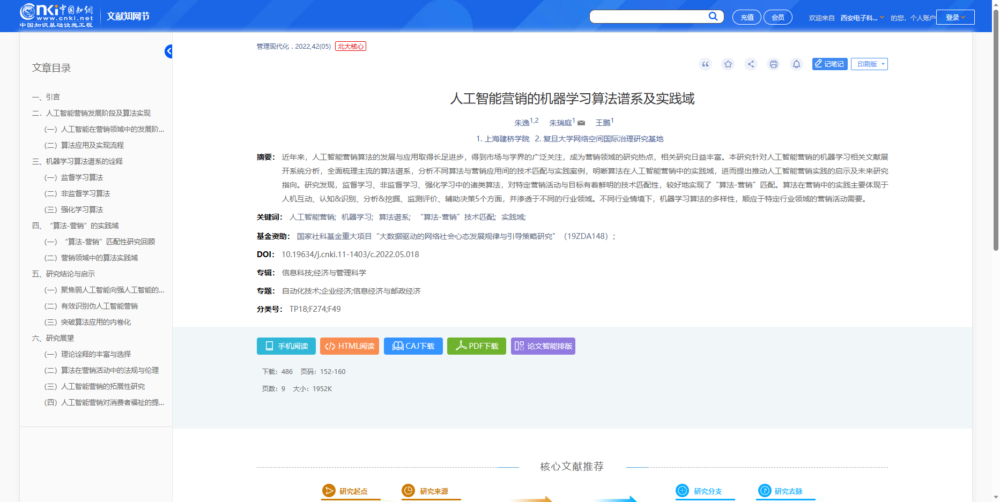 cnki中国知网
www.cnki.net
中国知识基础设施工程
文献知网节
充值
会员
欢迎来自 西安电子科... 的您，个人账户
登录
文章目录
一、引言
二．人工智能营销发展阶段及算法实现
（一）人工智能在营销领域中的发展阶...
（二）算法应用及实现流程
三、机器学习算法谱系的诠释
（一）监督学习算法
（二）非监督学习算法
（三）强化学习算法
四、“算法-营销”的实践域
（一）“算法-营销”匹配性研究回顾
（二）营销领域中的算法实践域
五、研究结论与启示
（一）聚焦弱人工智能向强人工智能的...
（二）有效识别伪人工智能营销
（三）突破算法应用的内卷化
六、研究展望
（一）理论诠释的丰富与选择
（二）算法在营销活动中的法规与伦理
（三）人工智能营销的拓展性研究
（四）人工智能营销对消费者福祉的提...
管理现代化 . 2022,42(05) 北大核心
记笔记
印刷版
人工智能营销的机器学习算法谱系及实践域
朱逸1,2 朱瑞庭1 王鹏1
1. 上海建桥学院 2. 复旦大学网络空间国际治理研究基地
摘要： 近年来，人工智能营销算法的发展与应用取得长足进步，得到市场与学界的广泛关注，成为营销领域的研究热点，相关研究日益丰富。本研究针对人工智能营销的机器学习相关文献展
开系统分析，全面梳理主流的算法谱系，分析不同算法与营销应用间的技术匹配与实践案例，明晰算法在人工智能营销中的实践域，进而提出推动人工智能营销实践的启示及未来研究
指向。研究发现，监督学习、非监督学习、强化学习中的诸类算法，对特定营销活动与目标有着鲜明的技术匹配性，较好地实现了“算法-营销”匹配。算法在营销中的实践主要体现于
人机互动、认知&识别、分析&挖掘、监测评价、辅助决策5个方面，并渗透于不同的行业领域。不同行业情境下，机器学习算法的多样性，顺应于特定行业领域的营销活动需要。
关键词： 人工智能营销; 机器学习; 算法谱系; “算法-营销”技术匹配; 实践域;
基金资助： 国家社科基金重大项目“大数据驱动的网络社会心态发展规律与引导策略研究”（19ZDA148）;
DOI： 10.19634/j.cnki.11-1403/c.2022.05.018
专辑： 信息科技;经济与管理科学
专题： 自动化技术;企业经济;信息经济与邮政经济
分类号： TP18;F274;F49
手机阅读
HTML阅读
CAJ下载
PDF下载
论文智能排版
下载：486 页码：152-160
页数：9 大小：1952K
核心文献推荐
研究起点
研究来源
研究分支
研究去脉